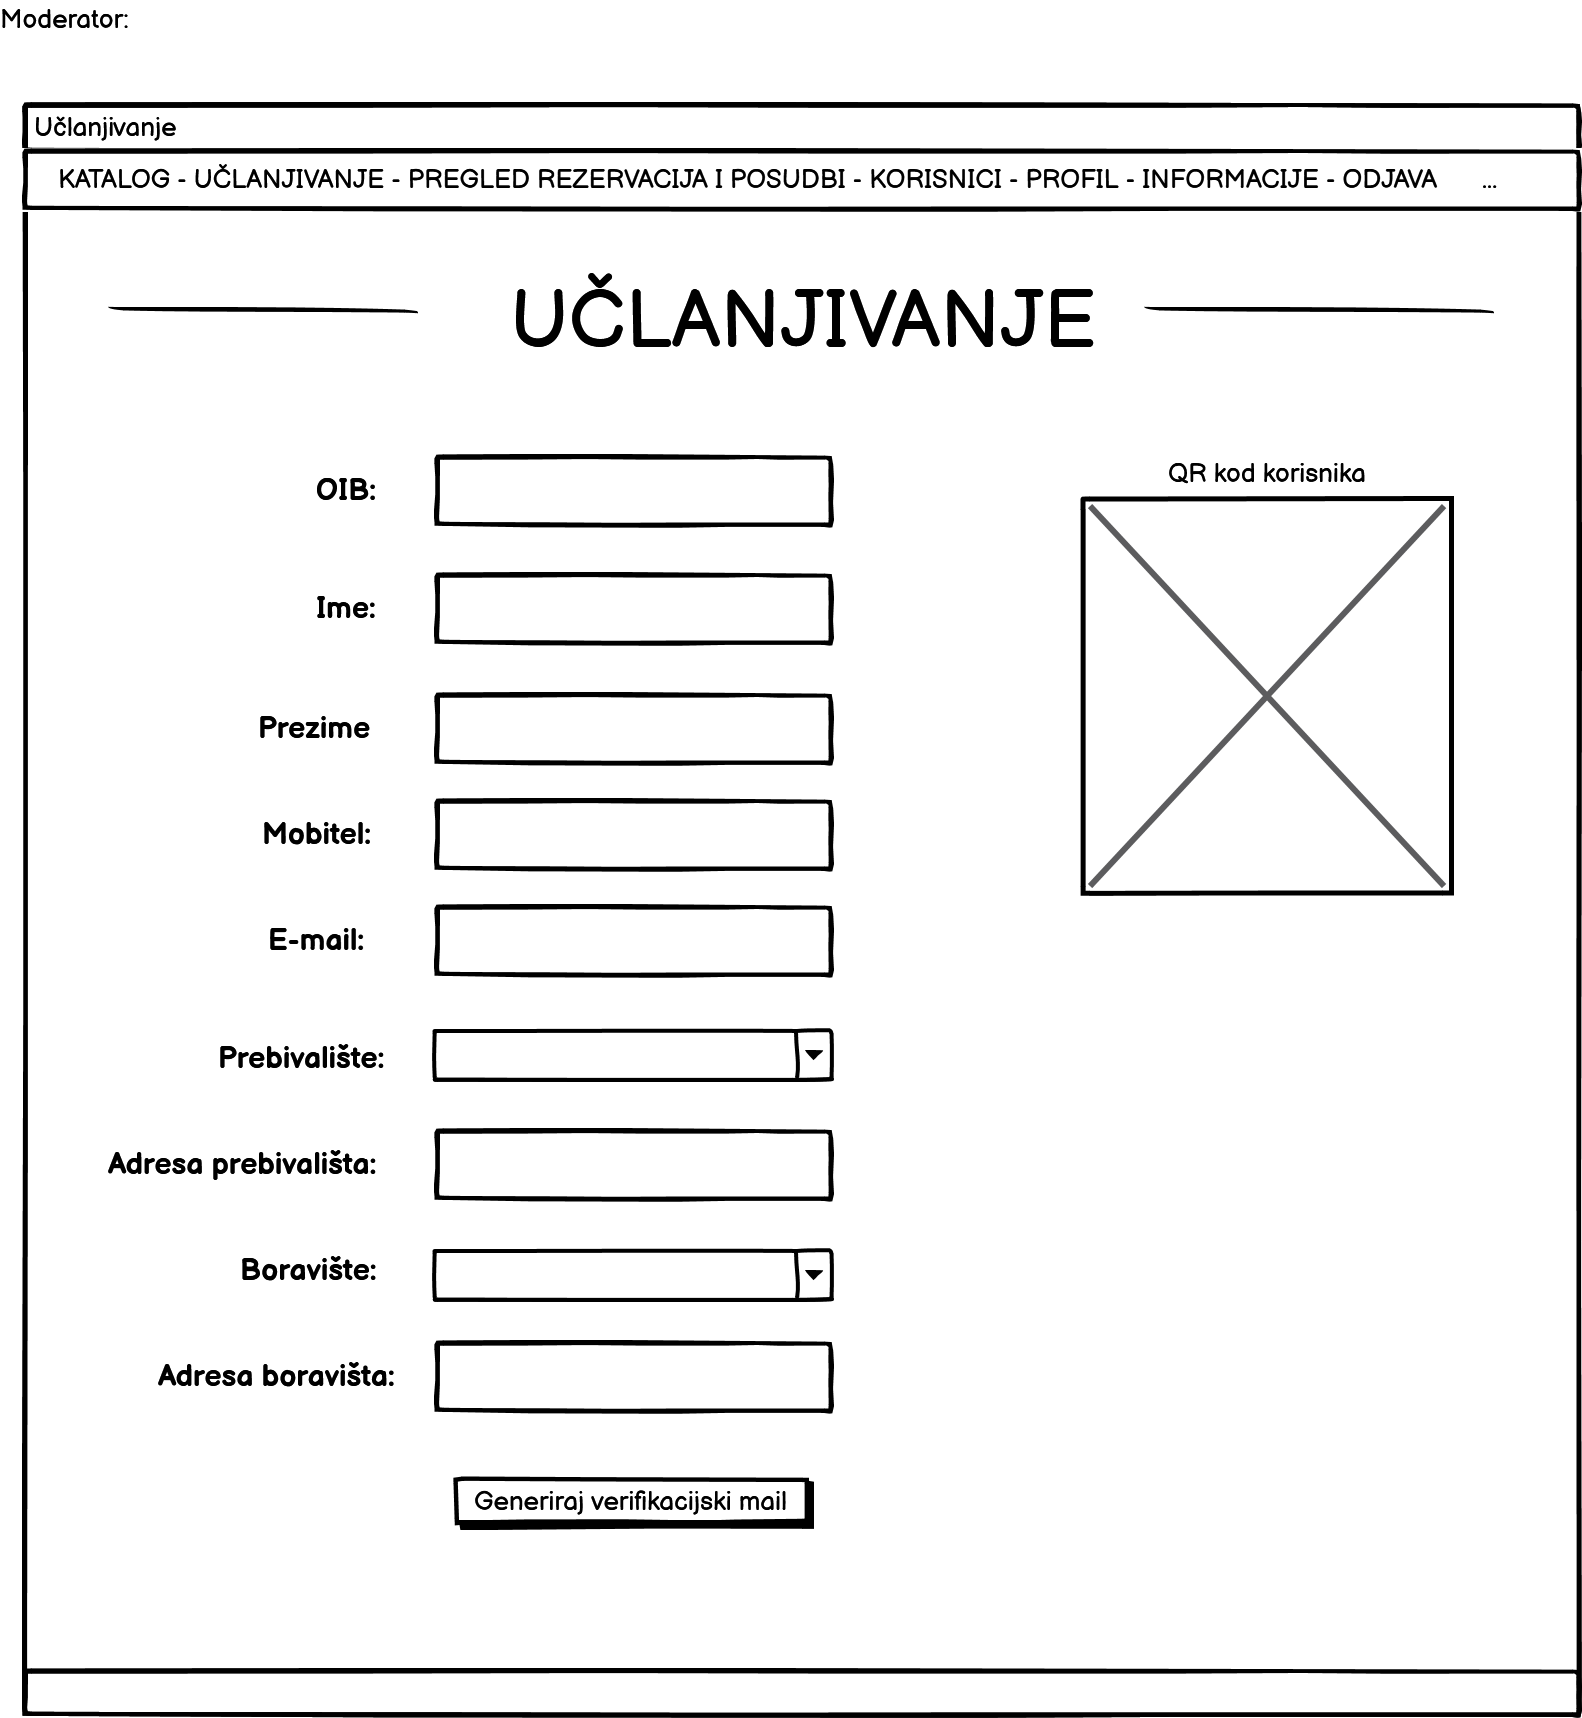 Moderator:
Učlanjivanje
KATALOG - UČLANJIVANJE - PREGLED REZERVACIJA I POSUDBI - KORISNICI - PROFIL - INFORMACIJE - ODJAVA ...
UČLANJIVANJE
OIB:
QR kod korisnika
Ime:
Prezime
Mobitel:
E-mail:
Prebivalište:
Adresa prebivališta:
Boravište:
Adresa boravišta:
Generiraj verifikacijski mail